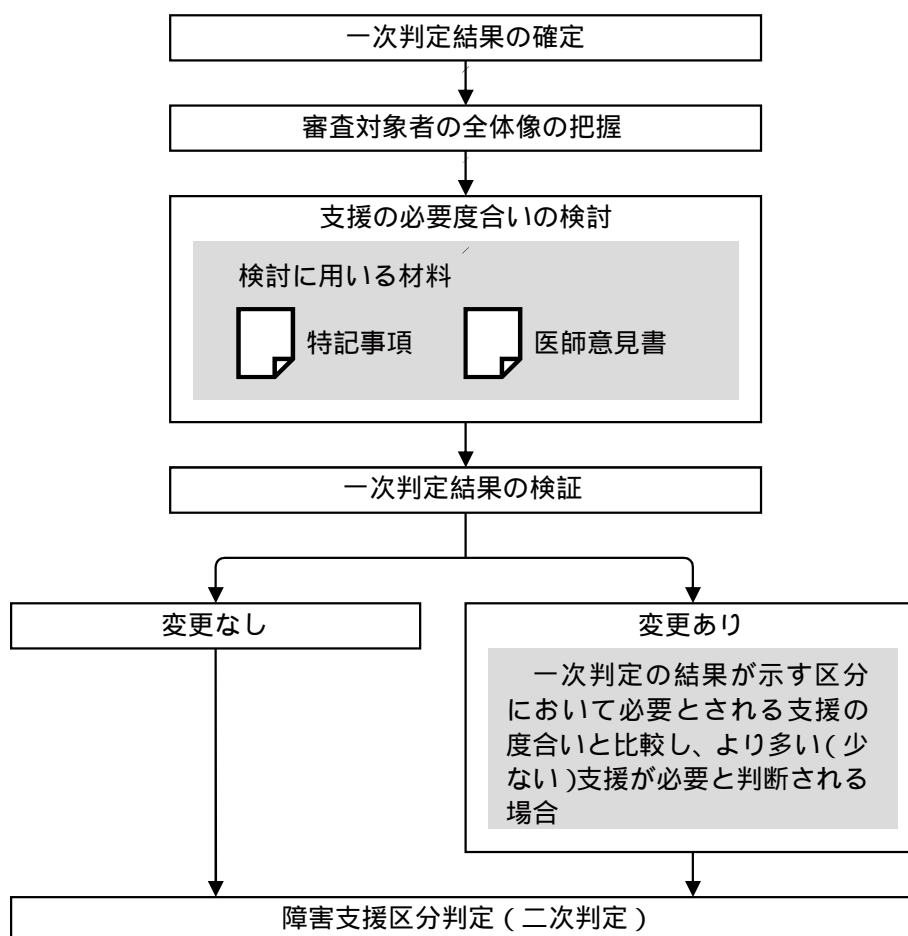 一次判定結果の確定
審査対象者の全体像の把握
支援の必要度合いの検討
検討に用いる材料
特記事項
医師意見書
一次判定結果の検証
変更なし
変更あり
一次判定の結果が示す区分
において必要とされる支援の
度合いと比較し、より多い(少
ない)支援が必要と判断される
場合
障害支援区分判定(二次判定)